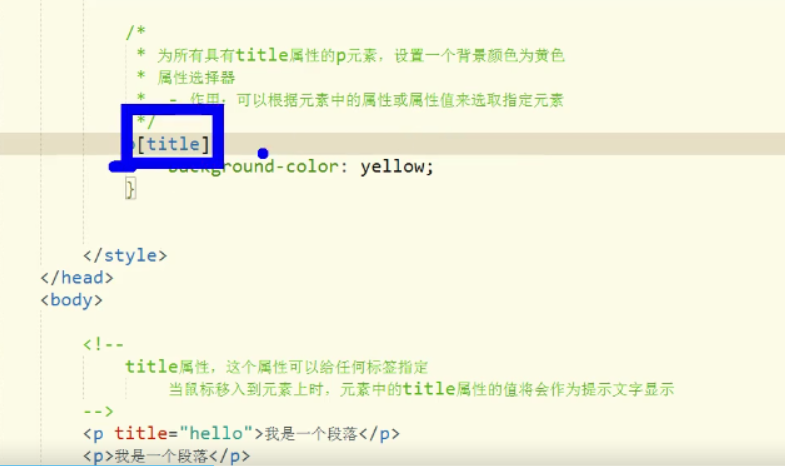 /*
* 为所有具有title属性的p元素，设置一个背景颜色为黄色
* 属性选择器
* - 作用：可以根据元素中的属性或属性值来选取指定元素
*/
[title]
background-color: yellow;
}
</style>
</head>
<body>
<!--
title属性，这个属性可以给任何标签指定
当鼠标移入到元素上时，元素中的title属性的值将会作为提示文字显示
-->
<p title="hello">我是一个段落</p>
<p>我是一个段落</p>